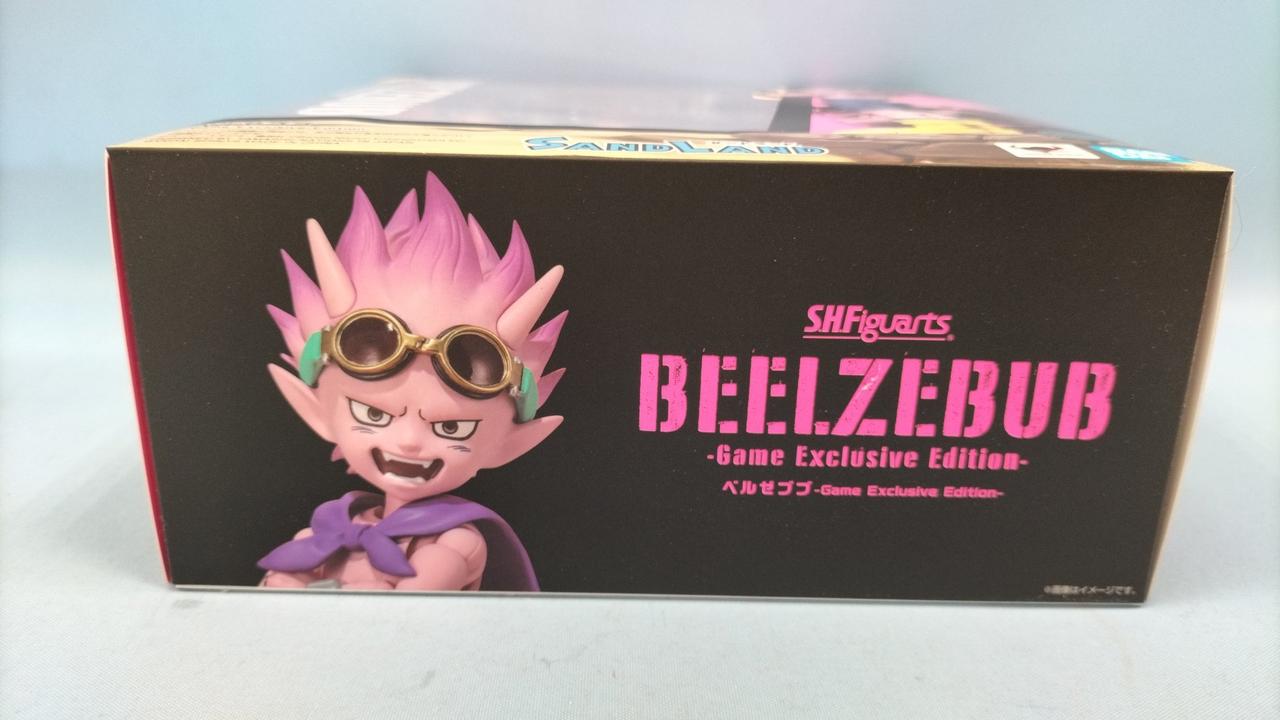 SANDLAND
S.H.Figuarts
BEELZEBUB
-Game Exclusive Edition-
ベルゼブブ-Game Exclusive Edition-
※画像はイメージです。